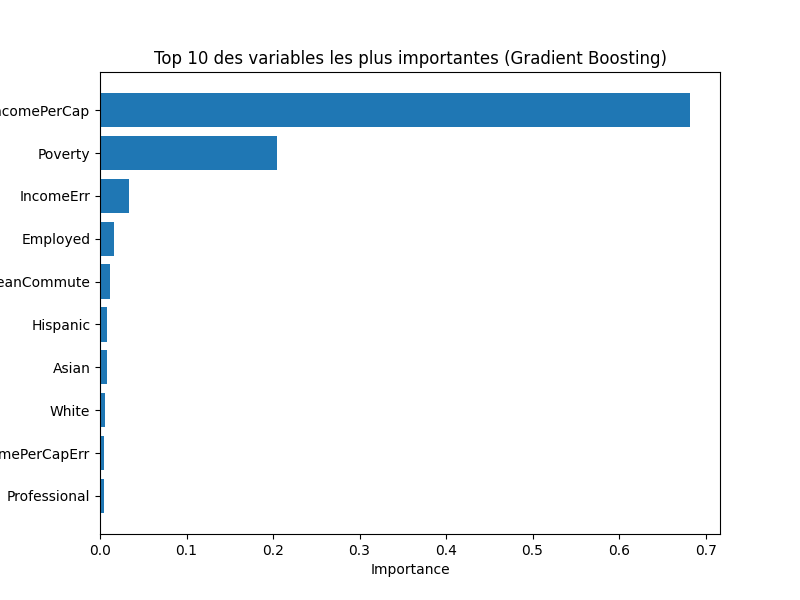 Top 10 des variables les plus importantes (Gradient Boosting)
ncomePerCap
Poverty
IncomeErr
Employed
eanCommute
Hispanic
Asian
White
mePerCapErr
Professional
0.0 0.1 0.2 0.3 0.4 0.5 0.6 0.7
Importance